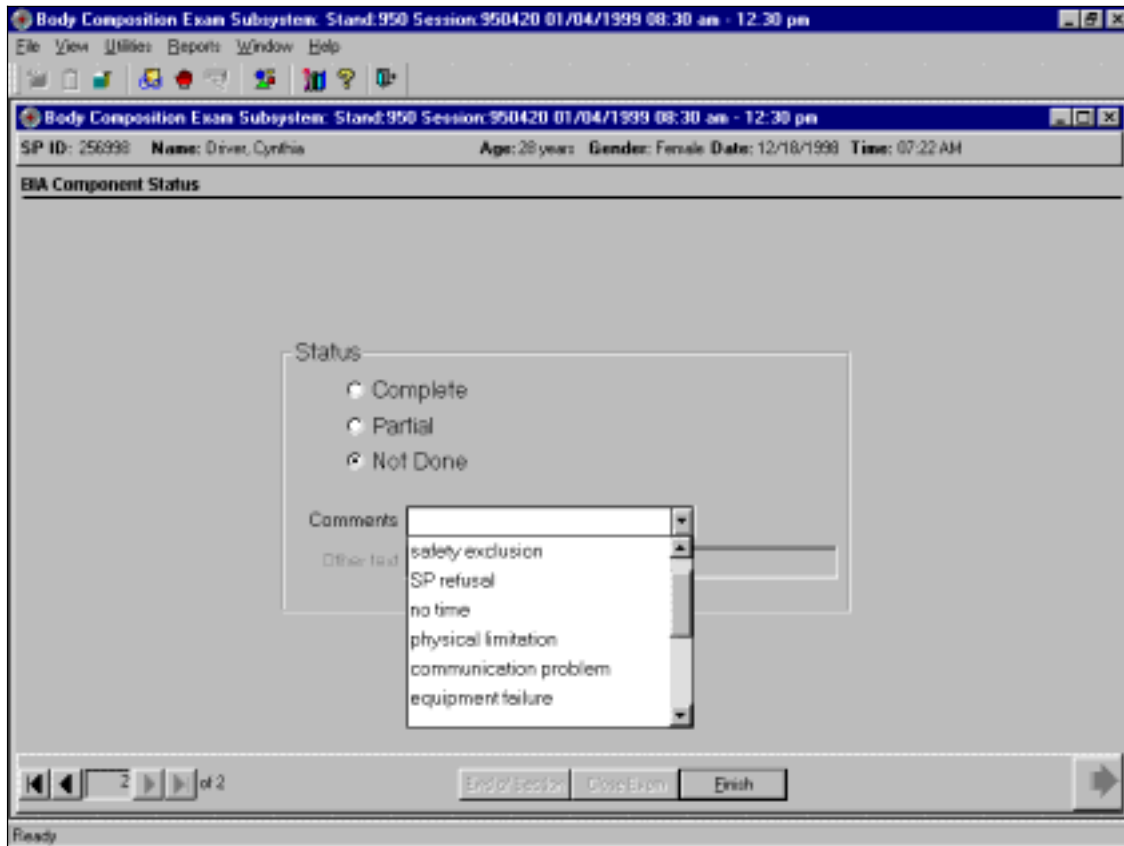 Body Composition Exam Subsystem: Stand:950 Session:950420 01/04/1999 08:30 am - 12:30 pm
File View Utilities Reports Window Help
Body Composition Exam Subsystem: Stand:950 Session:950420 01/04/1999 08:30 am - 12:30 pm
SP ID: 256998 Name: Driver, Cynthia Age: 28 years Gender: Female Date: 12/18/1998 Time: 07:22 AM
BIA Component Status
Status
Complete
Partial
Not Done
Comments
Other text
safety exclusion
SP refusal
no time
physical limitation
communication problem
equipment failure
2 of 2 End of Session Close Exam Finish
Ready